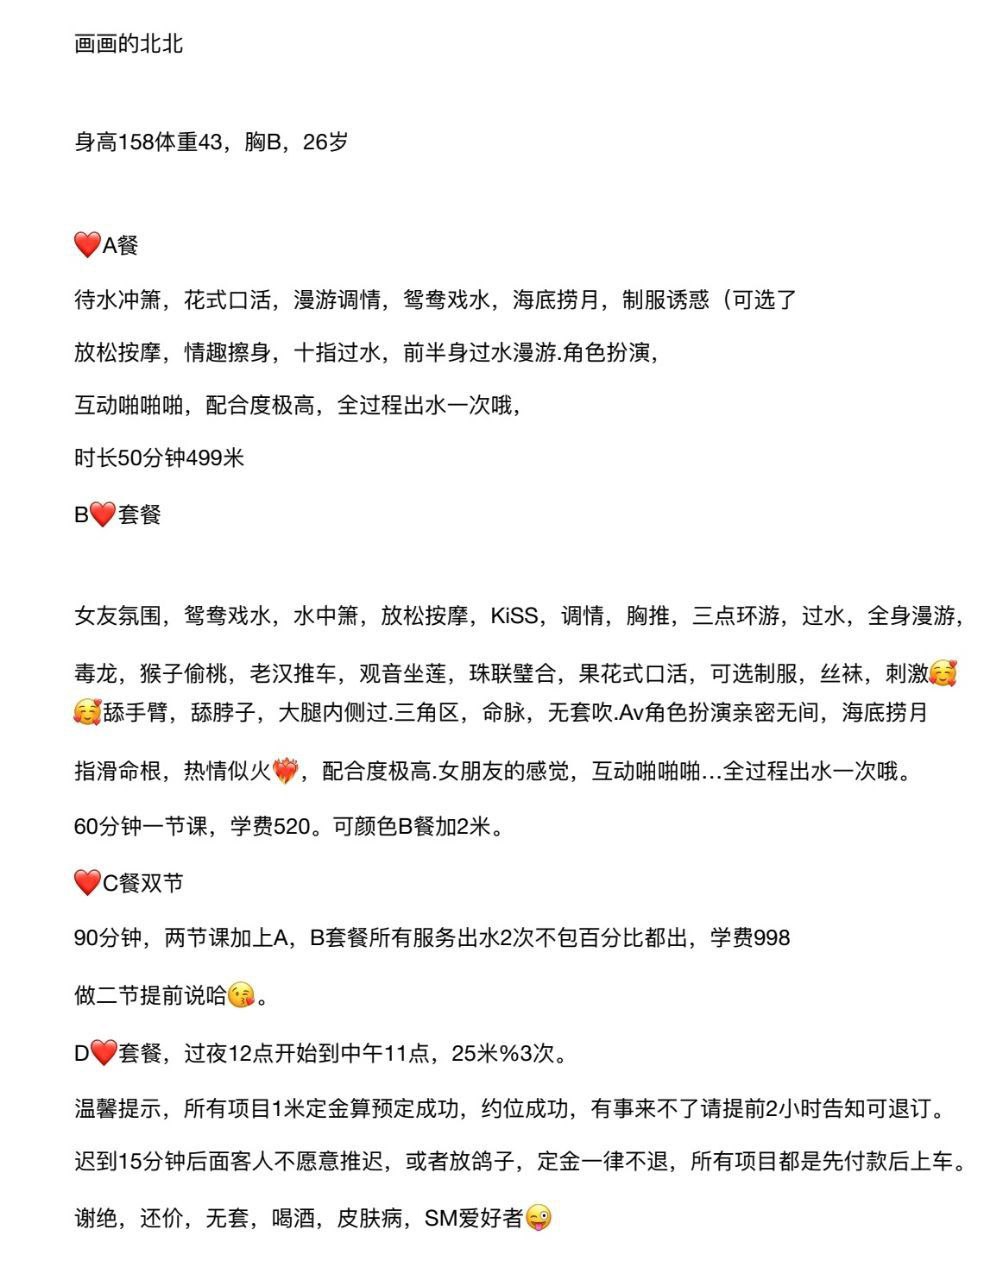 画画的北北
身高158体重43，胸B，26岁
❤️A餐
待水冲箫，花式口活，漫游调情，鸳鸯戏水，海底捞月，制服诱惑（可选了
放松按摩，情趣擦身，十指过水，前半身过水漫游.角色扮演，
互动啪啪啪，配合度极高，全过程出水一次哦，
时长50分钟499米
B❤️套餐
女友氛围，鸳鸯戏水，水中箫，放松按摩，KiSS，调情，胸推，三点环游，过水，全身漫游，
毒龙，猴子偷桃，老汉推车，观音坐莲，珠联璧合，果花式口活，可选制服，丝袜，刺激🥰
🥰舔手臂，舔脖子，大腿内侧过.三角区，命脉，无套吹.Av角色扮演亲密无间，海底捞月
指滑命根，热情似火❤️‍🔥，配合度极高.女朋友的感觉，互动啪啪啪…全过程出水一次哦。
60分钟一节课，学费520。可颜色B餐加2米。
❤️C餐双节
90分钟，两节课加上A，B套餐所有服务出水2次不包百分比都出，学费998
做二节提前说哈😘。
D❤️套餐，过夜12点开始到中午11点，25米%3次。
温馨提示，所有项目1米定金算预定成功，约位成功，有事来不了请提前2小时告知可退订。
迟到15分钟后面客人不愿意推迟，或者放鸽子，定金一律不退，所有项目都是先付款后上车。
谢绝，还价，无套，喝酒，皮肤病，SM爱好者😜